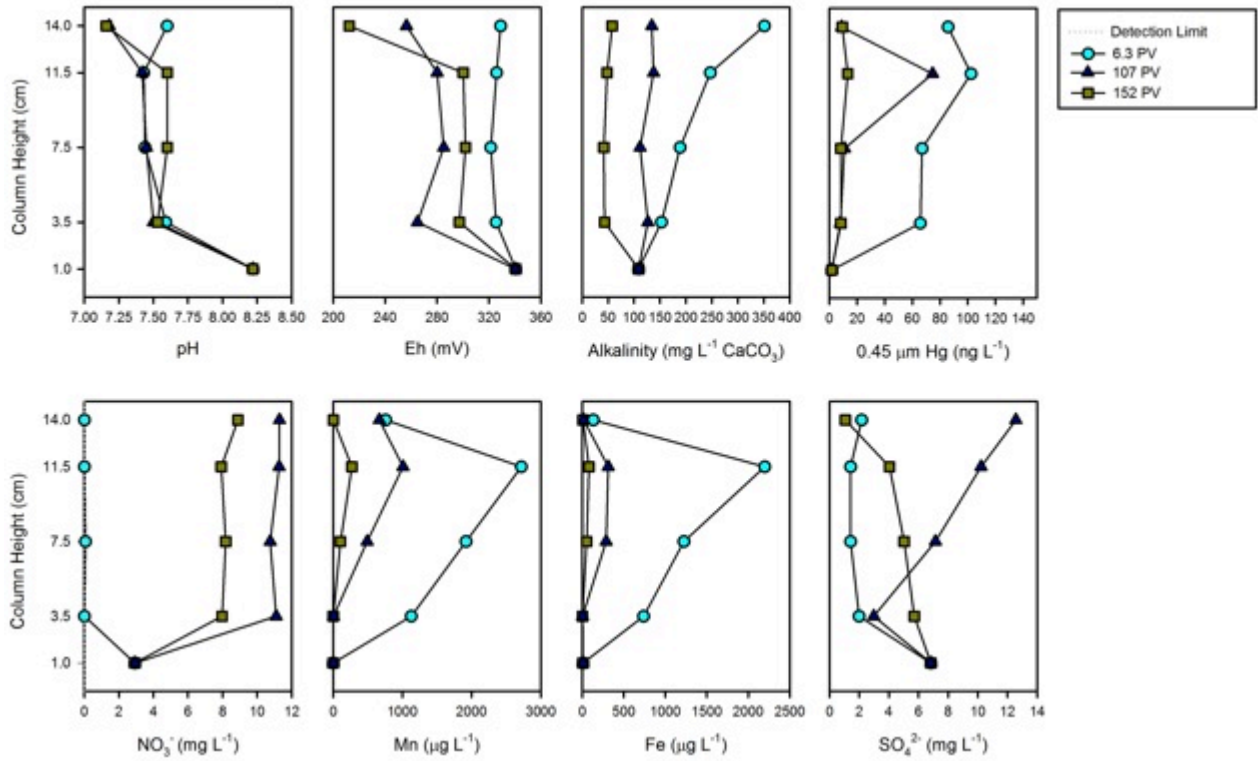 Column Height (cm)
14.0
11.5
7.5
3.5
1.0
7.00 7.25 7.50 7.75 8.00 8.25 8.50
pH
200 240 280 320 360
Eh (mV)
0 50 100 150 200 250 300 350 400
Alkalinity (mg L⁻¹ CaCO₃)
0 20 40 60 80 100 120 140
0.45 μm Hg (ng L⁻¹)
Detection Limit
6.3 PV
107 PV
152 PV
Column Height (cm)
14.0
11.5
7.5
3.5
1.0
0 2 4 6 8 10 12
NO₃⁻ (mg L⁻¹)
0 1000 2000 3000
Mn (μg L⁻¹)
0 500 1000 1500 2000 2500
Fe (μg L⁻¹)
0 2 4 6 8 10 12 14
SO₄²⁻ (mg L⁻¹)